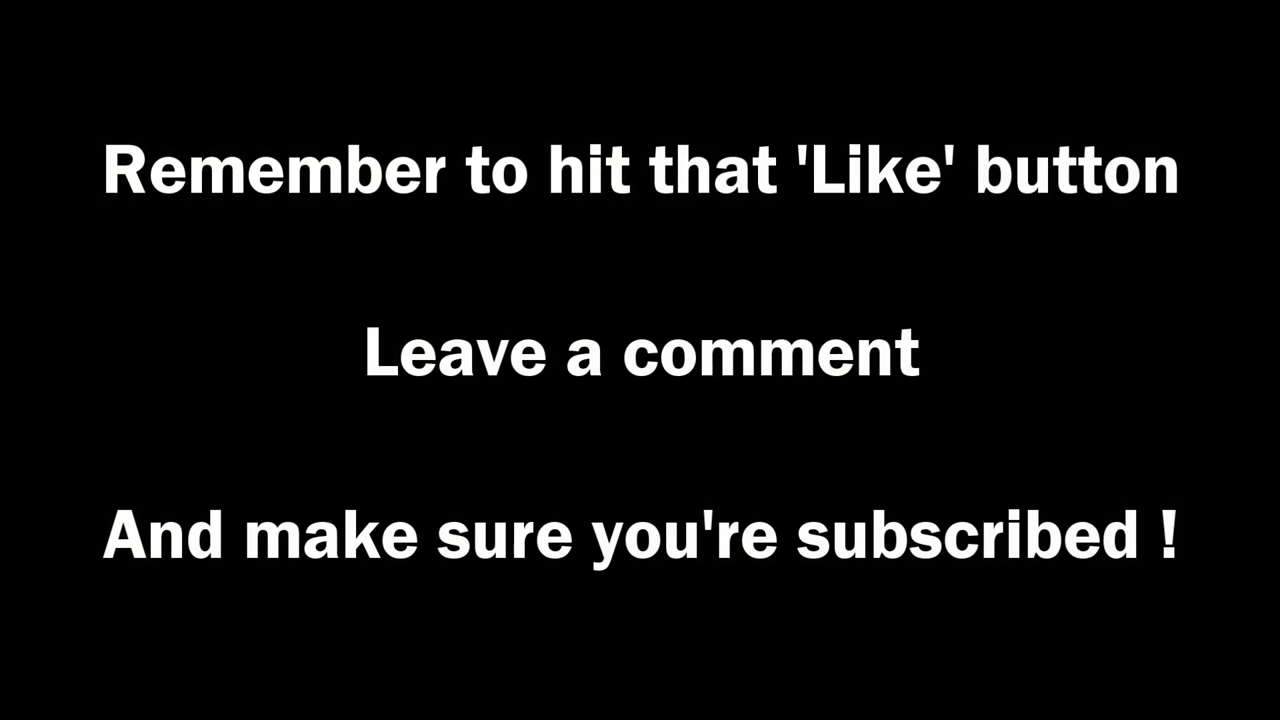 Remember to hit that 'Like' button
Leave a comment
And make sure you're subscribed !